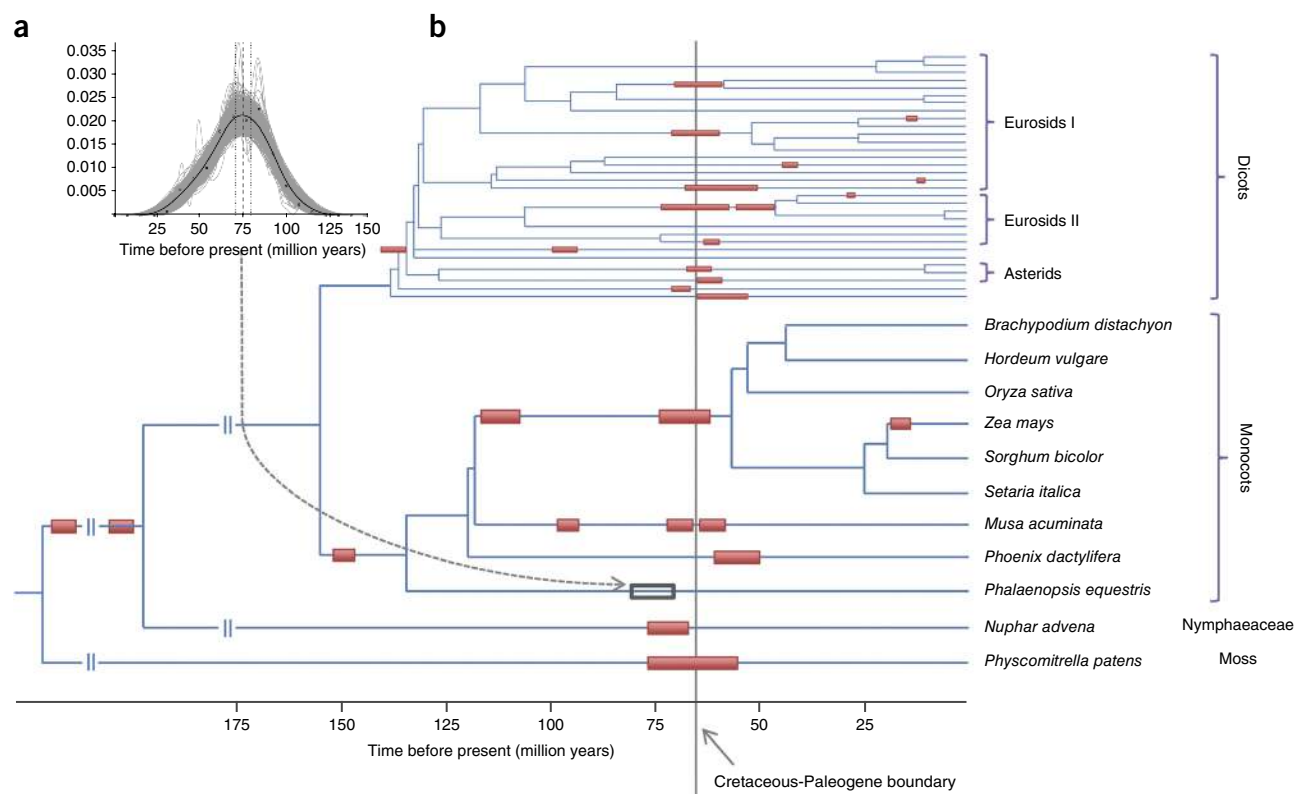 a
b
0.035
0.030
0.025
0.020
0.015
0.010
0.005
25 50 75 100 125 150
Time before present (million years)
Eurosids I
Eurosids II
Asterids
Dicots
Brachypodium distachyon
Hordeum vulgare
Oryza sativa
Zea mays
Sorghum bicolor
Setaria italica
Musa acuminata
Phoenix dactylifera
Phalaenopsis equestris
Monocots
Nuphar advena Nymphaeaceae
Physcomitrella patens Moss
175 150 125 100 75 50 25
Time before present (million years)
Cretaceous-Paleogene boundary